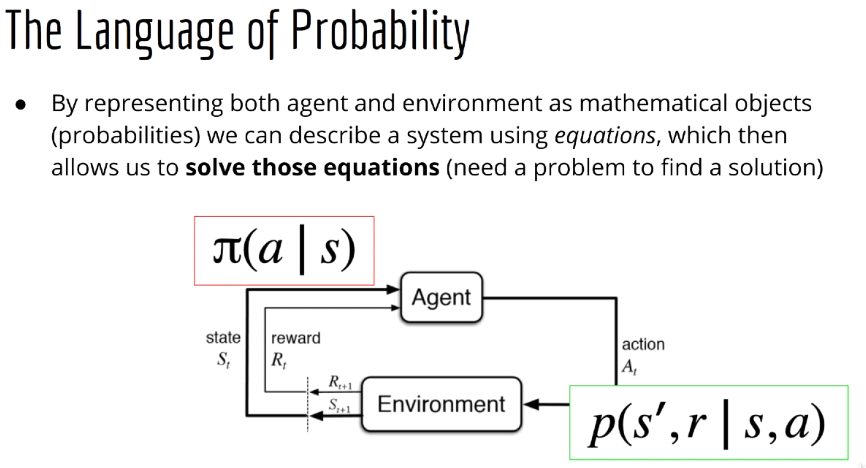 The Language of Probability
● By representing both agent and environment as mathematical objects
(probabilities) we can describe a system using equations, which then
allows us to solve those equations (need a problem to find a solution)
π(a | s)
Agent
state
Sₜ
reward
Rₜ
action
Aₜ
Rₜ₊₁
Sₜ₊₁
Environment
p(s′, r | s, a)